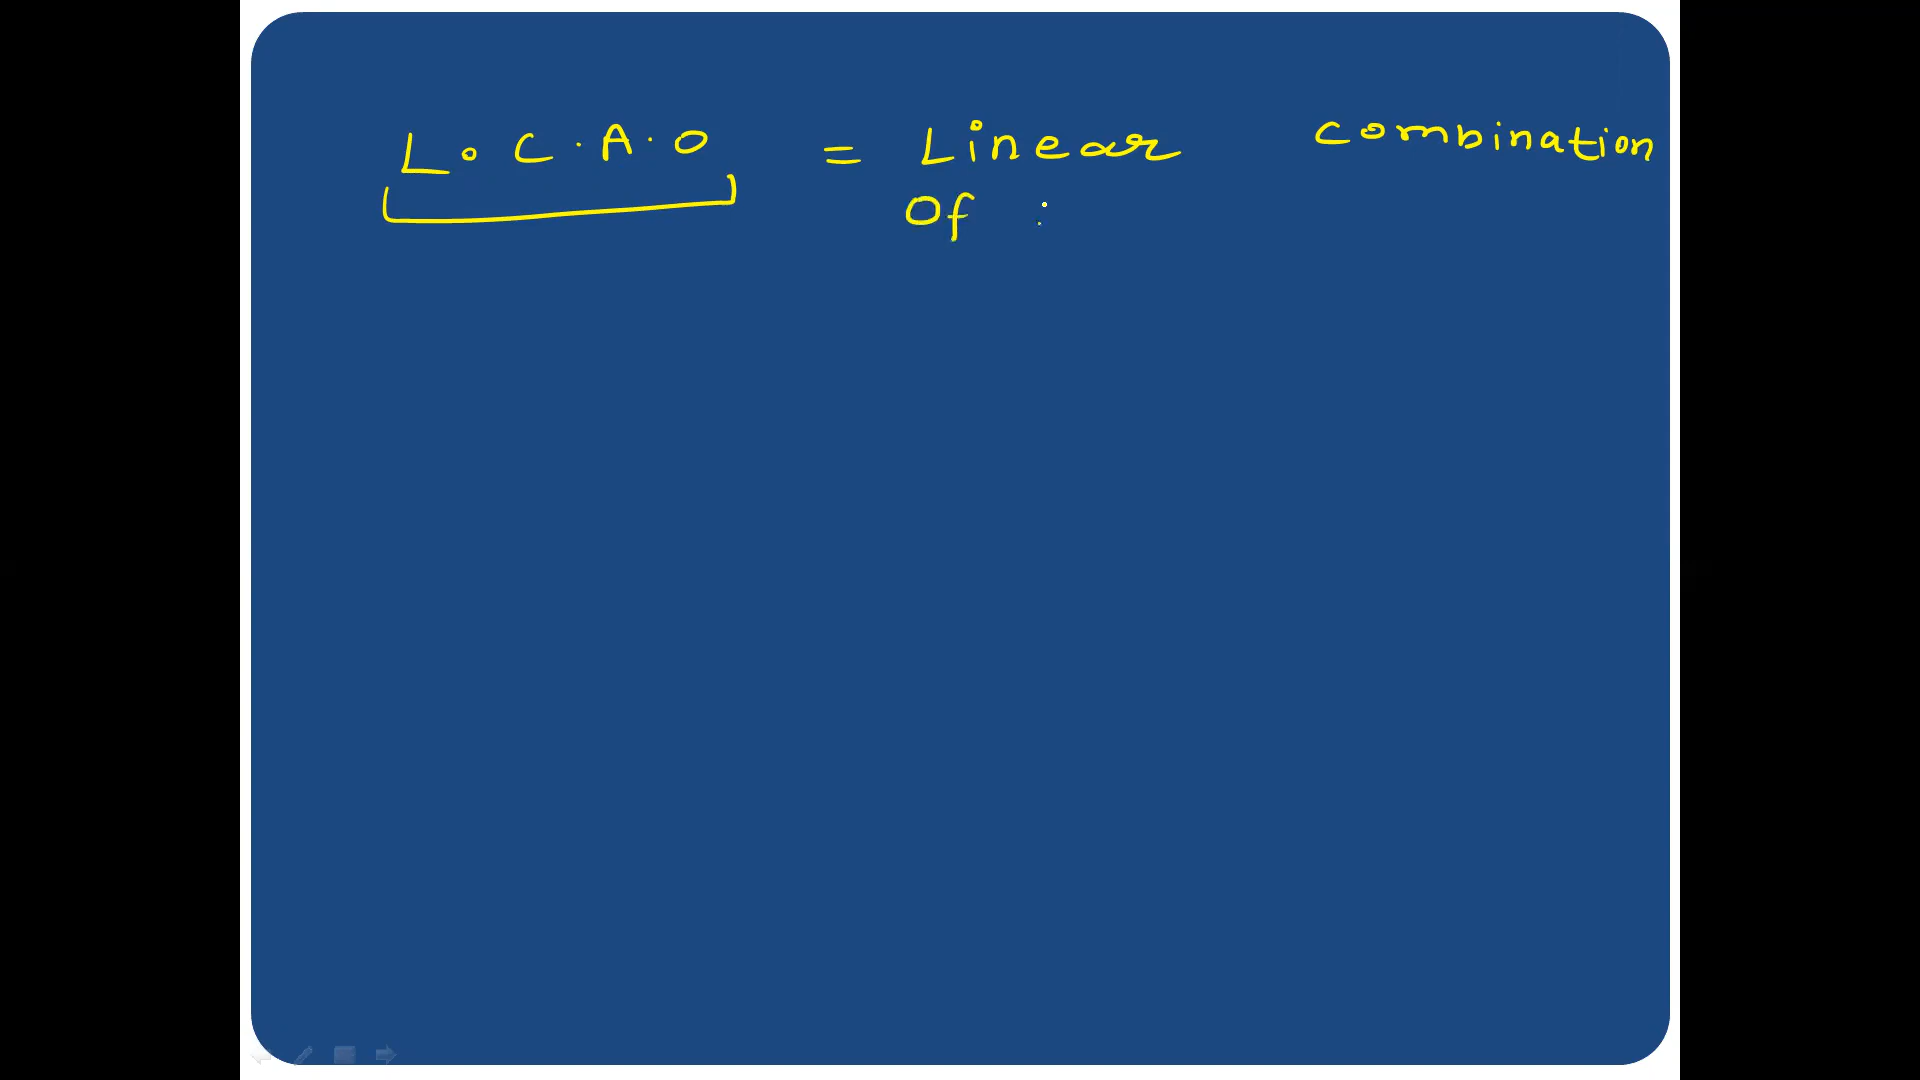 L. C. A. O = Linear Combination
Of